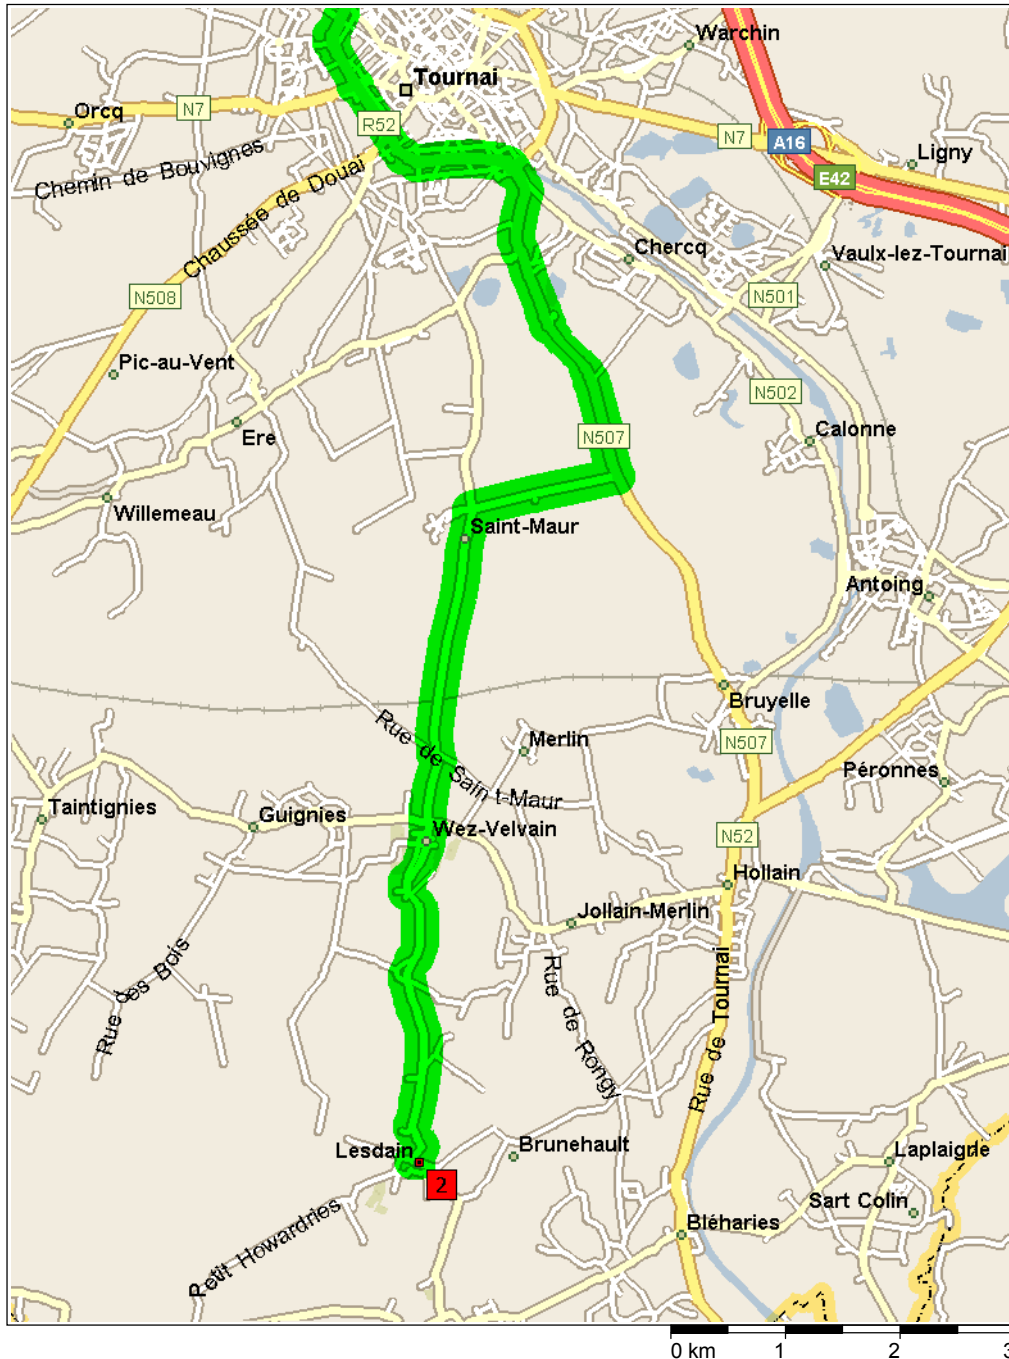 Warchin
Tournai
Orcq
N7
R52
N7
A16
Ligny
Chemin de Bouvignes
E42
Chaussée de Douai
Chercq
Vaulx-lez-Tournai
N508
N501
Pic-au-Vent
N502
Ere
N507
Calonne
Willemeau
Saint-Maur
Antoing
Bruyelle
Rue de Saint-Maur
Merlin
N507
Péronnes
Taintignies
Guignies
Wez-Velvain
N52
Hollain
Jollain-Merlin
Rue des Bois
Rue de Rongy
Rue de Tournai
Lesdain
Brunehault
Laplaigne
2
Sart Colin
Petit Howardries
Bléharies
0 km 1 2 3